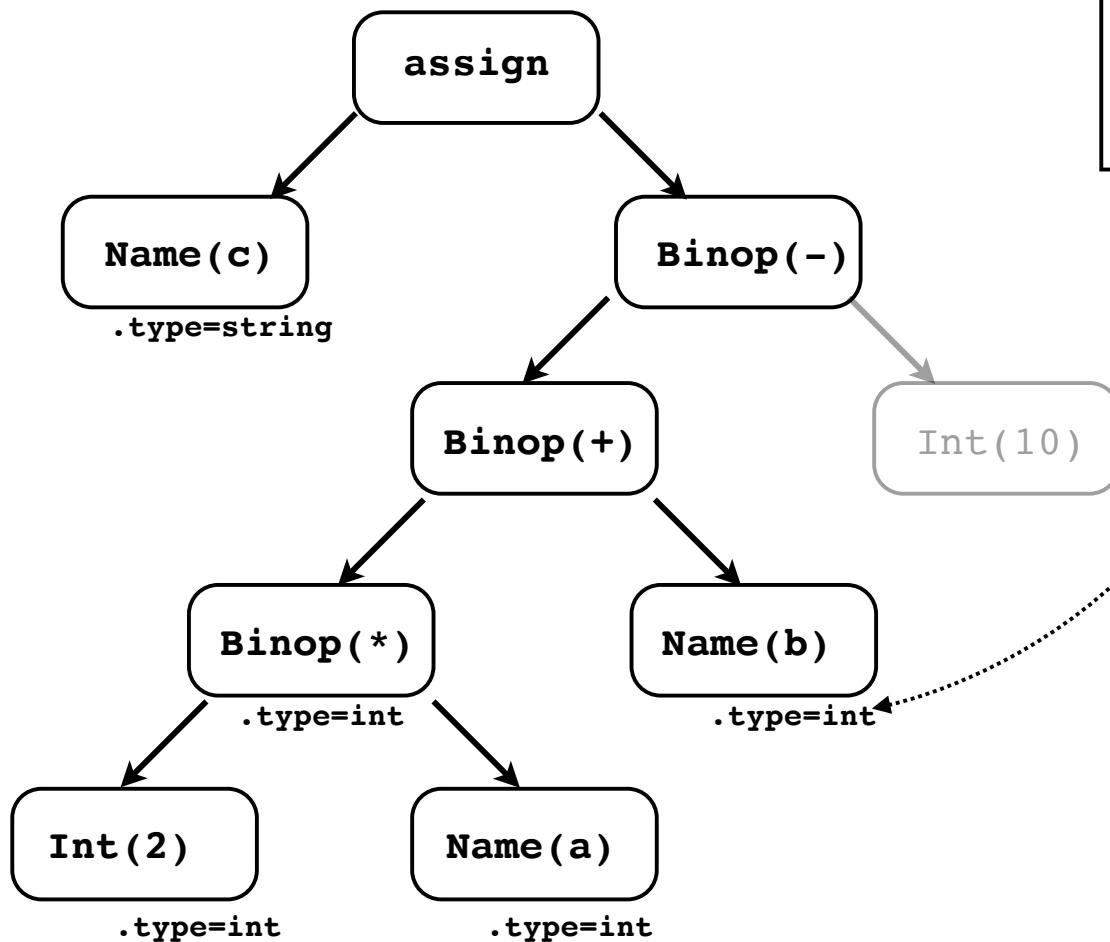 assign
Name(c)
Binop(-)
.type=string
Binop(+)
Int(10)
Binop(*)
Name(b)
.type=int
.type=int
Int(2)
Name(a)
.type=int
.type=int